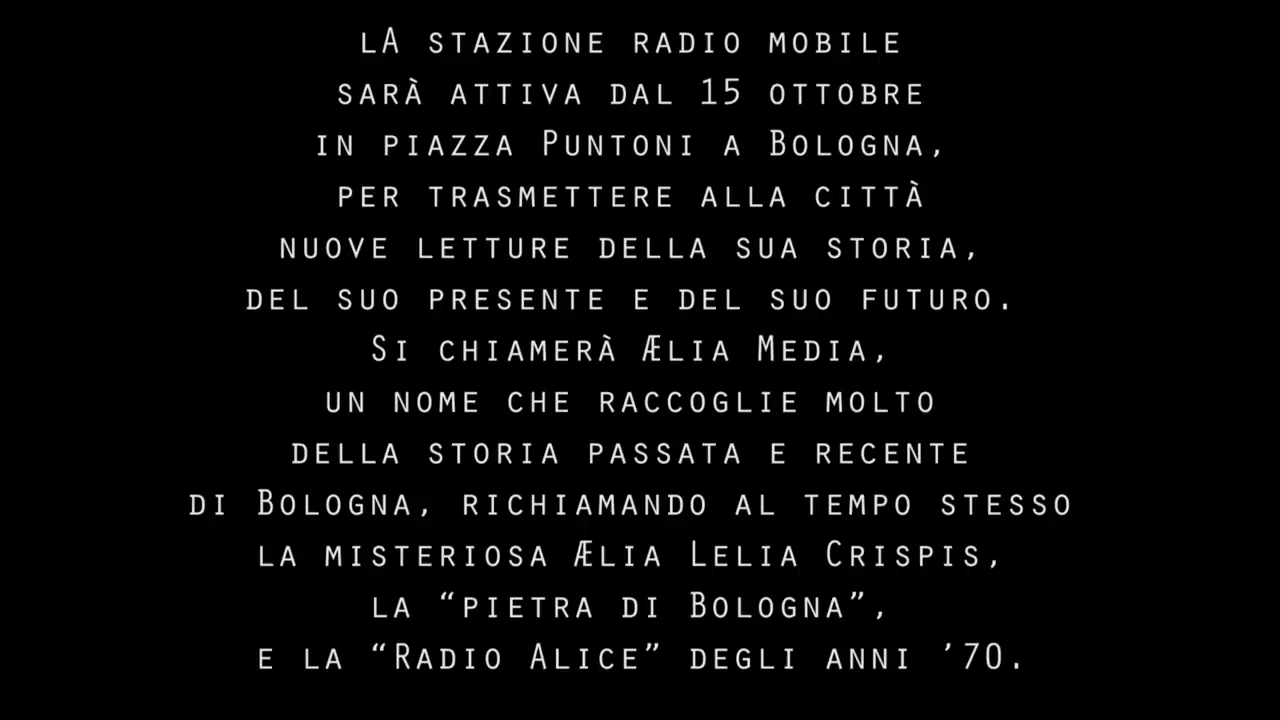 lA stazione radio mobile
sarà attiva dal 15 ottobre
in piazza Puntoni a Bologna,
per trasmettere alla città
nuove letture della sua storia,
del suo presente e del suo futuro.
Si chiamerà Ælia Media,
un nome che raccoglie molto
della storia passata e recente
di Bologna, richiamando al tempo stesso
la misteriosa Ælia Lelia Crispis,
la “pietra di Bologna”,
e la “Radio Alice” degli anni ’70.